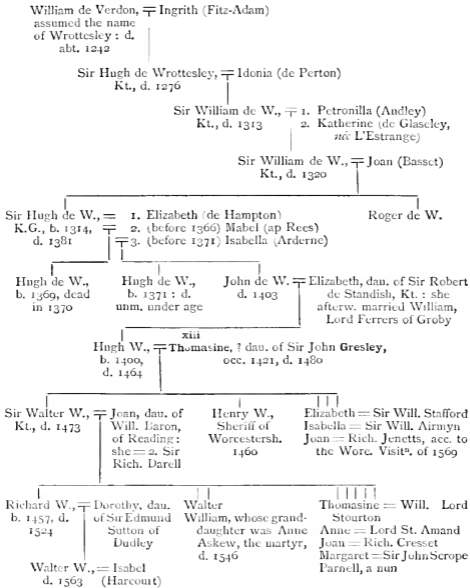 William de Verdon, = Ingrith (Fitz-Adam)
assumed the name
of Wrottesley : d.
abt. 1242
Sir Hugh de Wrottesley, = Idonia (de Perton)
Kt., d. 1276
Sir William de W., = 1. Petronilla (Audley)
Kt., d. 1313 2. Katherine (de Glaseley,
née L'Estrange)
Sir William de W., = Joan (Basset)
Kt., d. 1320
Sir Hugh de W., = 1. Elizabeth (de Hampton) Roger de W.
K.G., b. 1314, = 2. (before 1366) Mabel (ap Rees)
d. 1381 = 3. (before 1371) Isabella (Arderne)
Hugh de W., Hugh de W., John de W. = Elizabeth, dau. of Sir Robert
b. 1369, dead b. 1371 : d. d. 1403 de Standish, Kt. : she
in 1370 unm. under age afterw. married William,
Lord Ferrers of Groby
xiii
Hugh W., = Thomasine, ? dau. of Sir John Gresley,
b. 1400, occ. 1421, d. 1480
d. 1464
Sir Walter W., = Joan, dau. of Henry W., Elizabeth = Sir Will. Stafford
Kt., d. 1473 Will. Baron, Sheriff of Isabella = Sir Will. Airmyn
of Reading : Worcestersh. Joan = Rich. Jenetts, acc. to
she = 2. Sir 1460 the Worc. Visitn. of 1569
Rich. Darell
Richard W., = Dorothy, dau. Walter Thomasine = Will. Lord
b. 1457, d. of Sir Edmund William, whose grand- Stourton
1524 Sutton of daughter was Anne Anne = Lord St. Amand
Dudley Askew, the martyr, Joan = Rich. Cresset
d. 1546 Margaret = Sir John Scrope
Walter W., = Isabel Parnell, a nun
d. 1563 (Harcourt)